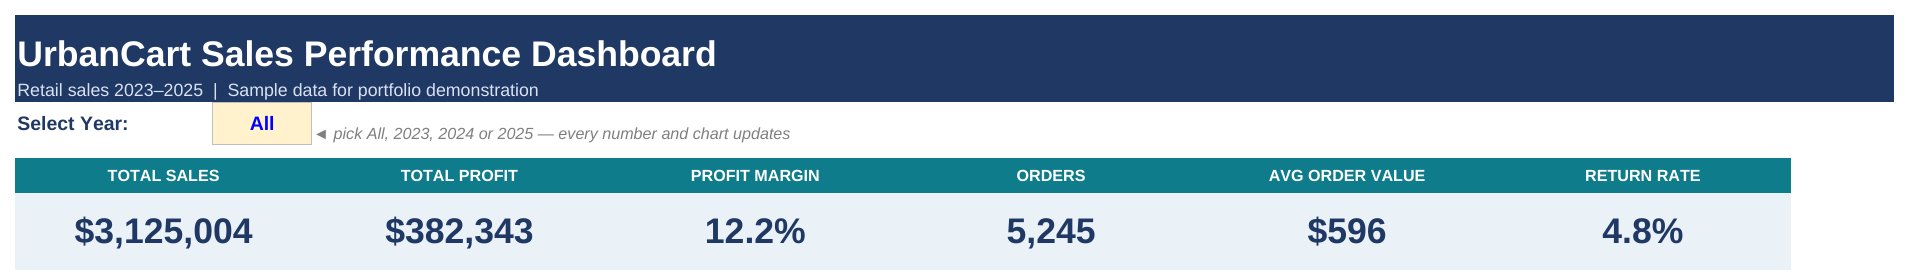 UrbanCart Sales Performance Dashboard
Retail sales 2023–2025 | Sample data for portfolio demonstration
Select Year: All ◄ pick All, 2023, 2024 or 2025 — every number and chart updates
TOTAL SALES TOTAL PROFIT PROFIT MARGIN ORDERS AVG ORDER VALUE RETURN RATE
$3,125,004 $382,343 12.2% 5,245 $596 4.8%